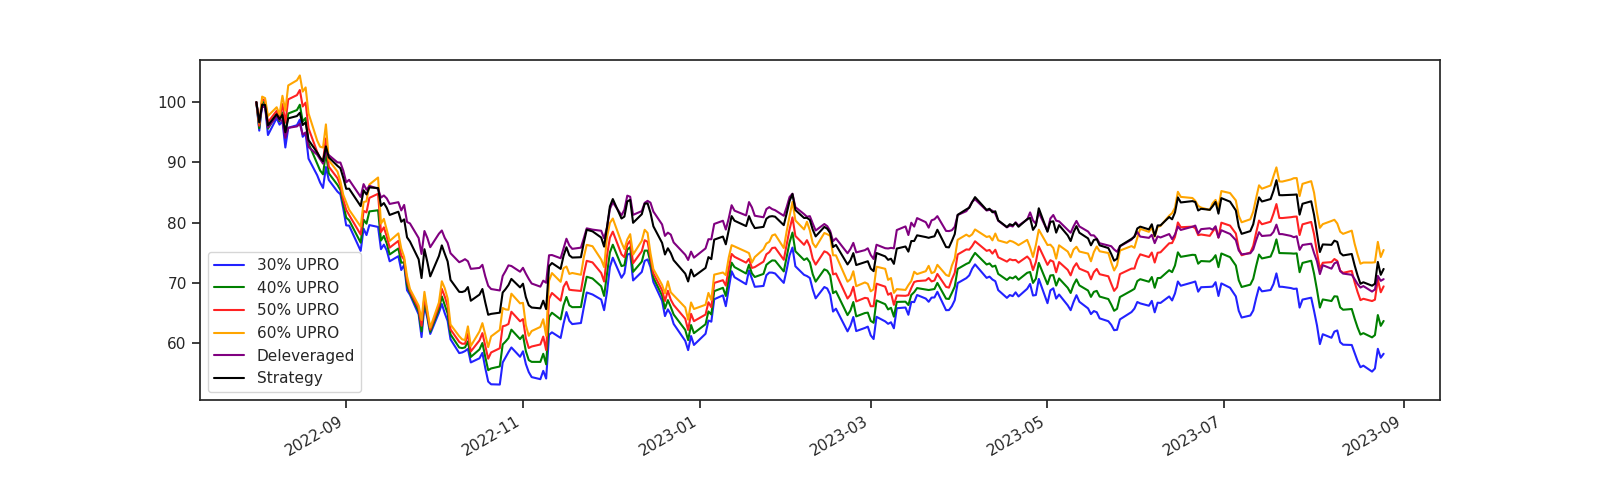 100
90
80
70
60
30% UPRO
40% UPRO
50% UPRO
60% UPRO
Deleveraged
Strategy
2022-09
2022-11
2023-01
2023-03
2023-05
2023-07
2023-09